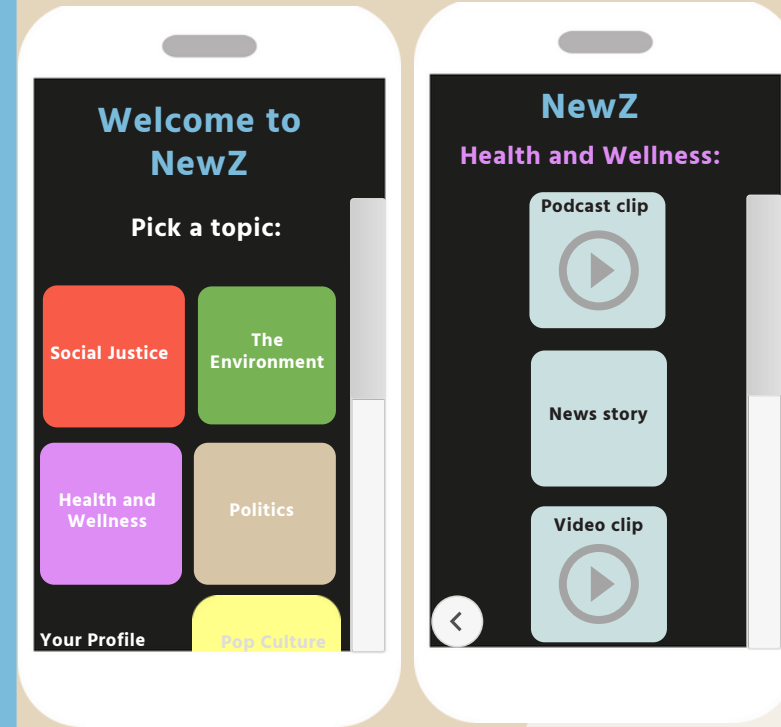 Welcome to
NewZ
Pick a topic:
Social Justice
The
Environment
Health and
Wellness
Politics
Your Profile
Pop Culture
NewZ
Health and Wellness:
Podcast clip
News story
Video clip